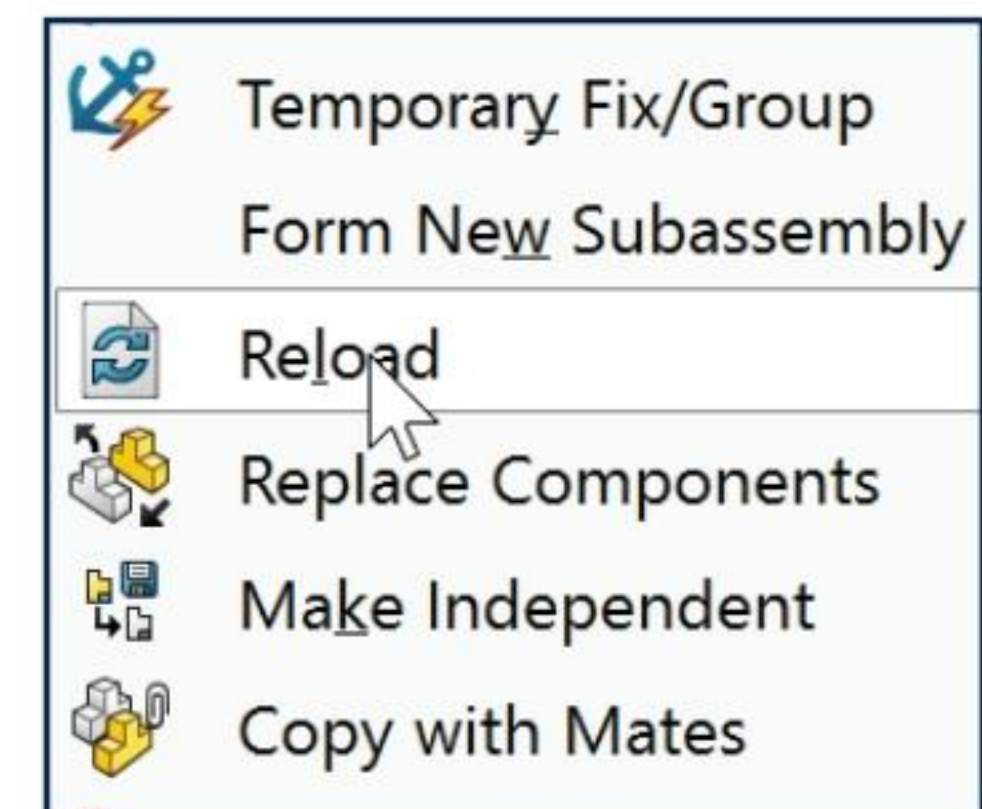 Temporary Fix/Group
Form New Subassembly
Reload
Replace Components
Make Independent
Copy with Mates